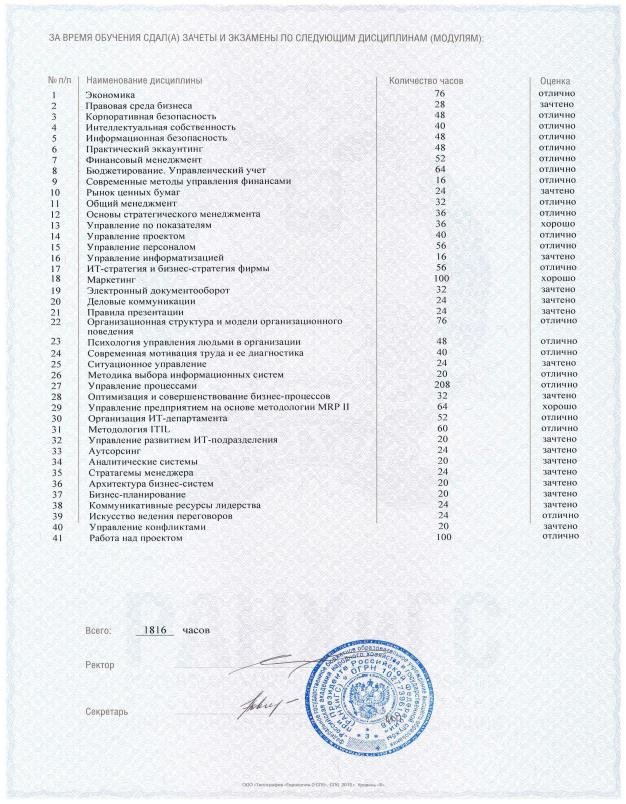 ЗА ВРЕМЯ ОБУЧЕНИЯ СДАЛ(А) ЗАЧЕТЫ И ЭКЗАМЕНЫ ПО СЛЕДУЮЩИМ ДИСЦИПЛИНАМ (МОДУЛЯМ):
№ п/п Наименование дисциплины Количество часов Оценка
1 Экономика 76 отлично
2 Правовая среда бизнеса 28 зачтено
3 Корпоративная безопасность 48 отлично
4 Интеллектуальная собственность 40 отлично
5 Информационная безопасность 48 отлично
6 Практический эккаунтинг 48 отлично
7 Финансовый менеджмент 52 отлично
8 Бюджетирование. Управленческий учет 64 отлично
9 Современные методы управления финансами 16 отлично
10 Рынок ценных бумаг 24 зачтено
11 Общий менеджмент 32 отлично
12 Основы стратегического менеджмента 36 отлично
13 Управление по показателям 36 хорошо
14 Управление проектом 40 отлично
15 Управление персоналом 56 отлично
16 Управление информатизацией 16 зачтено
17 ИТ-стратегия и бизнес-стратегия фирмы 56 отлично
18 Маркетинг 100 хорошо
19 Электронный документооборот 32 зачтено
20 Деловые коммуникации 24 зачтено
21 Правила презентации 24 зачтено
22 Организационная структура и модели организационного 76 отлично
поведения
23 Психология управления людьми в организации 48 отлично
24 Современная мотивация труда и ее диагностика 40 отлично
25 Ситуационное управление 24 зачтено
26 Методика выбора информационных систем 20 отлично
27 Управление процессами 208 отлично
28 Оптимизация и совершенствование бизнес-процессов 32 зачтено
29 Управление предприятием на основе методологии MRP II 64 хорошо
30 Организация ИТ-департамента 52 отлично
31 Методология ITIL 60 отлично
32 Управление развитием ИТ-подразделения 20 зачтено
33 Аутсорсинг 24 зачтено
34 Аналитические системы 20 зачтено
35 Стратагемы менеджера 24 зачтено
36 Архитектура бизнес-систем 20 зачтено
37 Бизнес-планирование 20 зачтено
38 Коммуникативные ресурсы лидерства 24 зачтено
39 Искусство ведения переговоров 24 отлично
40 Управление конфликтами 20 зачтено
41 Работа над проектом 100 отлично
Всего: 1816 часов
Ректор
Секретарь